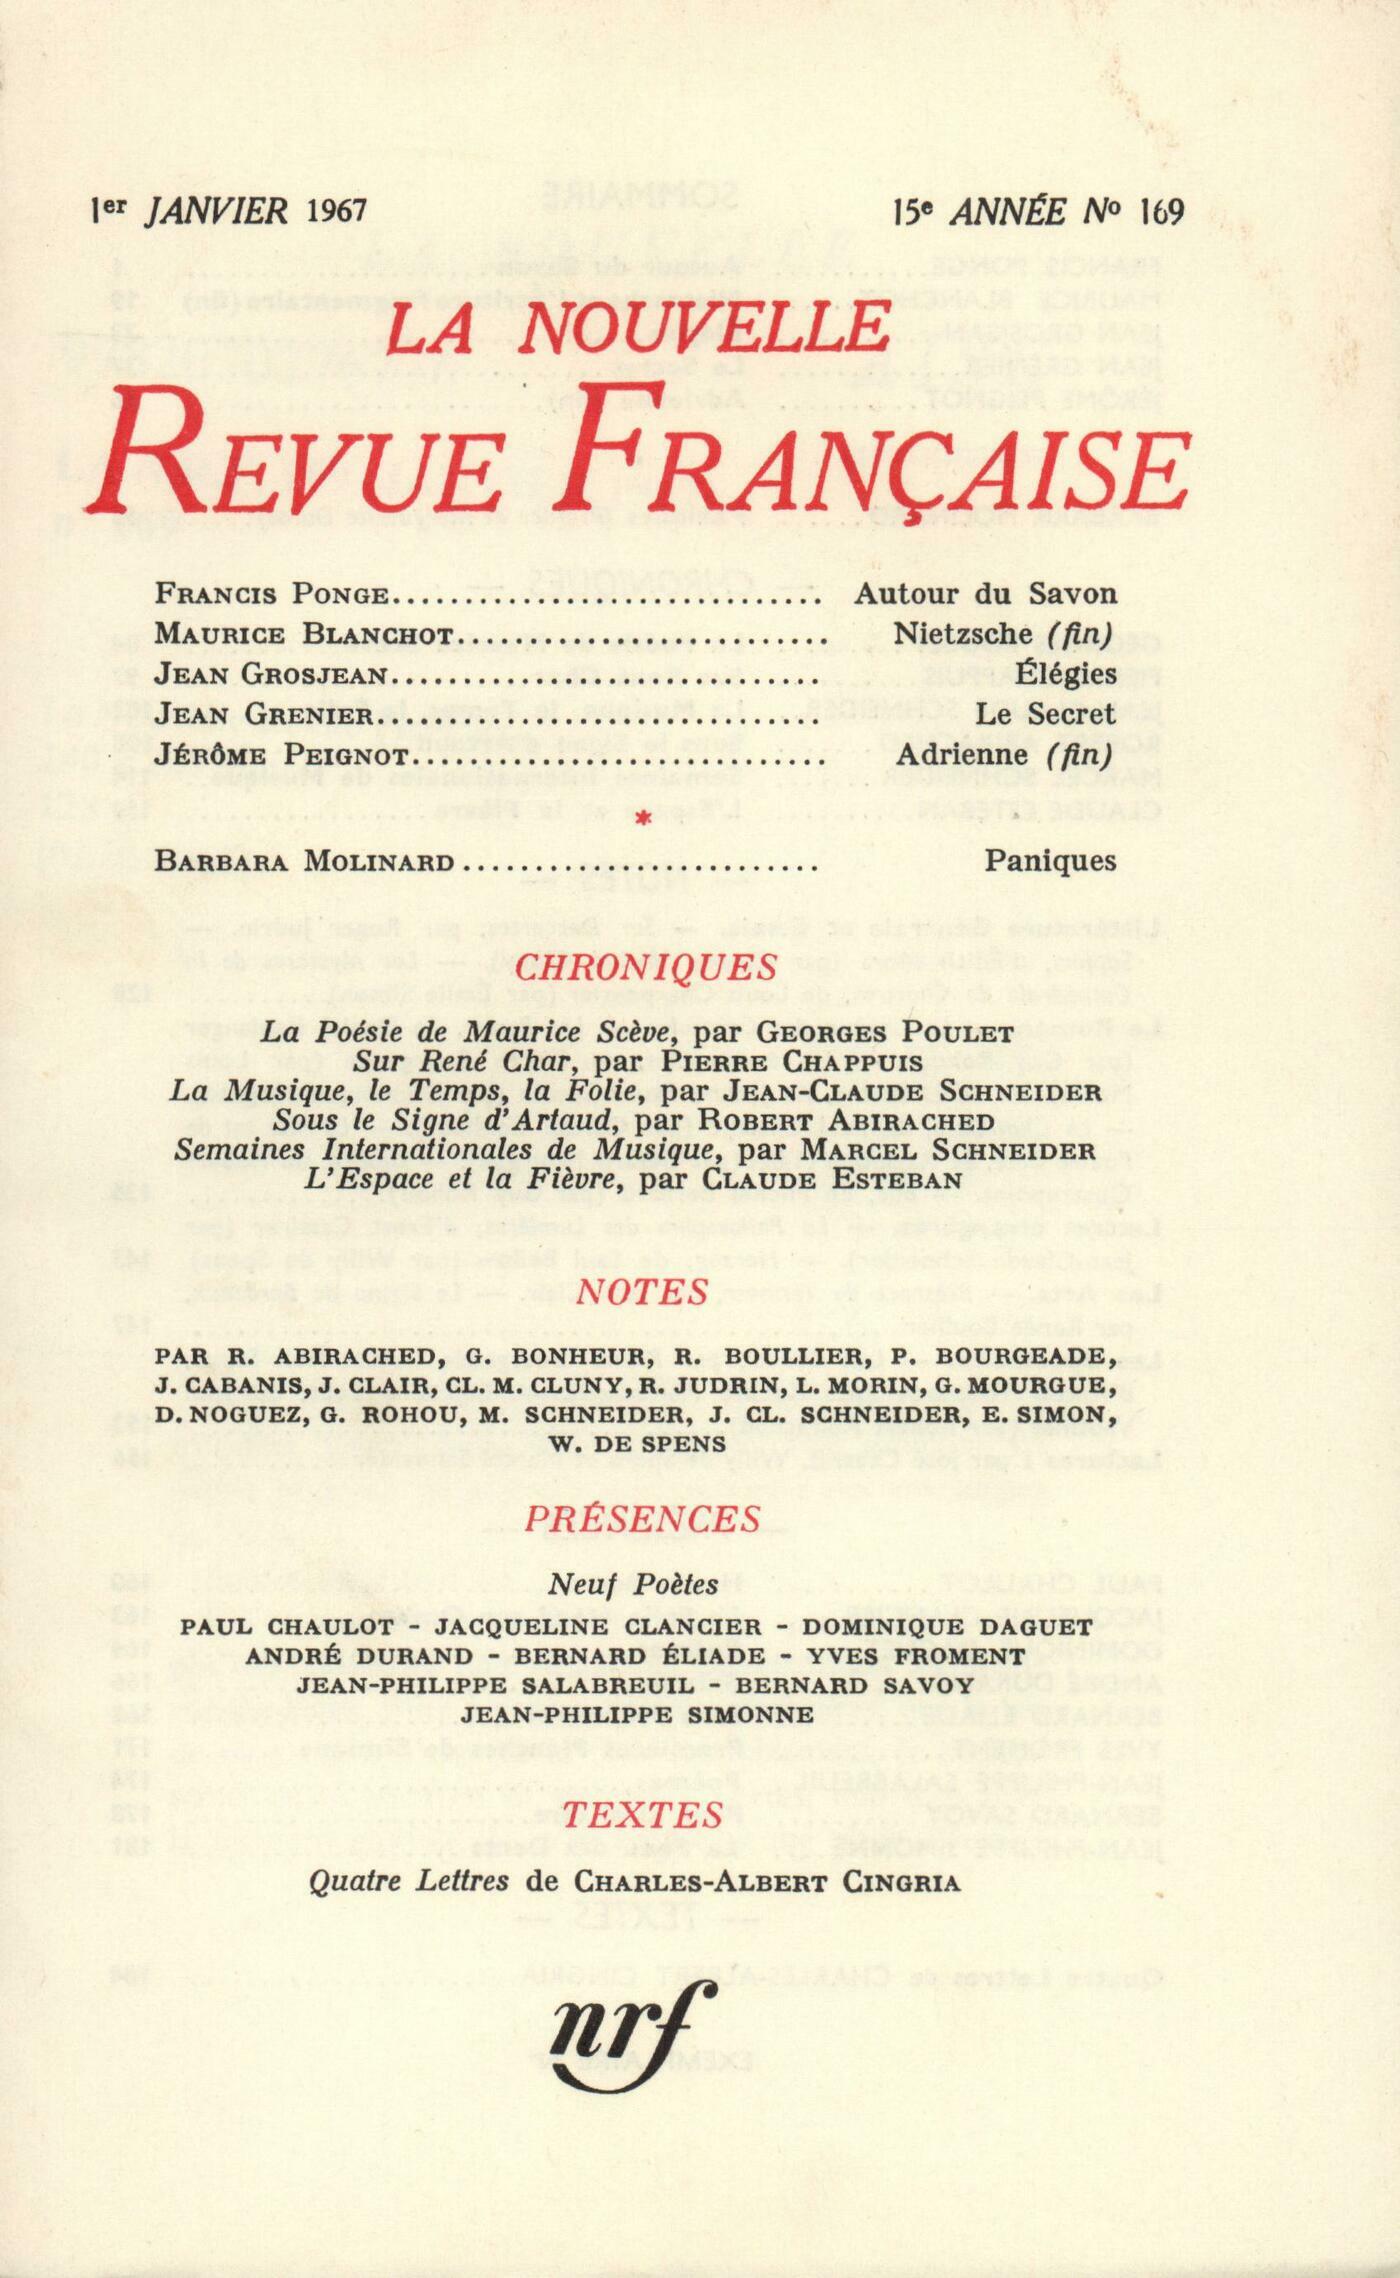 1er JANVIER 1967 15e ANNÉE No 169
LA NOUVELLE
REVUE FRANÇAISE
FRANCIS PONGE.............................. Autour du Savon
MAURICE BLANCHOT.......................... Nietzsche (fin)
JEAN GROSJEAN.............................. Élégies
JEAN GRENIER............................... Le Secret
JÉRÔME PEIGNOT............................. Adrienne (fin)
*
BARBARA MOLINARD ......................... Paniques
CHRONIQUES
La Poésie de Maurice Scève, par GEORGES POULET
Sur René Char, par PIERRE CHAPPUIS
La Musique, le Temps, la Folie, par JEAN-CLAUDE SCHNEIDER
Sous le Signe d'Artaud, par ROBERT ABIRACHED
Semaines Internationales de Musique, par MARCEL SCHNEIDER
L'Espace et la Fièvre, par CLAUDE ESTEBAN
NOTES
PAR R. ABIRACHED, G. BONHEUR, R. BOULLIER, P. BOURGEADE,
J. CABANIS, J. CLAIR, CL. M. CLUNY, R. JUDRIN, L. MORIN, G. MOURGUE,
D. NOGUEZ, G. ROHOU, M. SCHNEIDER, J. CL. SCHNEIDER, E. SIMON,
W. DE SPENS
PRÉSENCES
Neuf Poètes
PAUL CHAULOT - JACQUELINE CLANCIER - DOMINIQUE DAGUET
ANDRÉ DURAND - BERNARD ÉLIADE - YVES FROMENT
JEAN-PHILIPPE SALABREUIL - BERNARD SAVOY
JEAN-PHILIPPE SIMONNE
TEXTES
Quatre Lettres de CHARLES-ALBERT CINGRIA
nrf